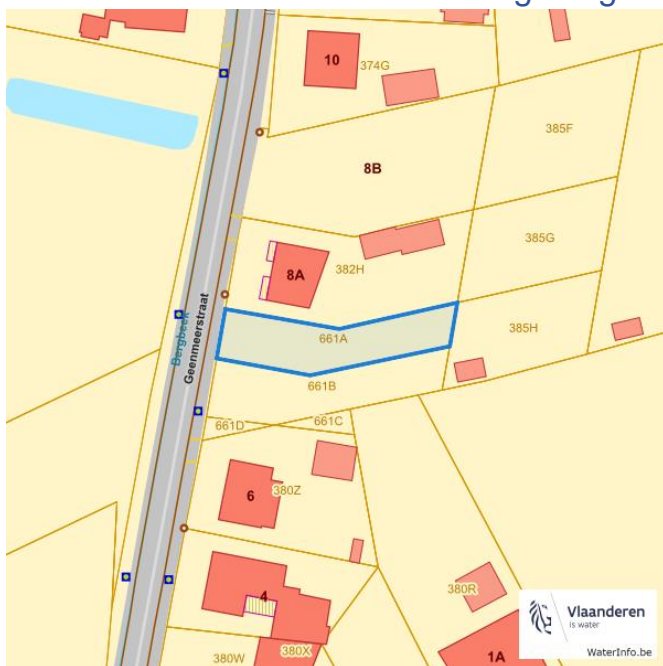 10
374G
385F
8B
385G
8A
382H
661A
385H
Bergbeek
Geenmeerstraat
661B
661D
661C
6
380Z
4
380R
380W
380X
1A
Vlaanderen
is water
WaterInfo.be